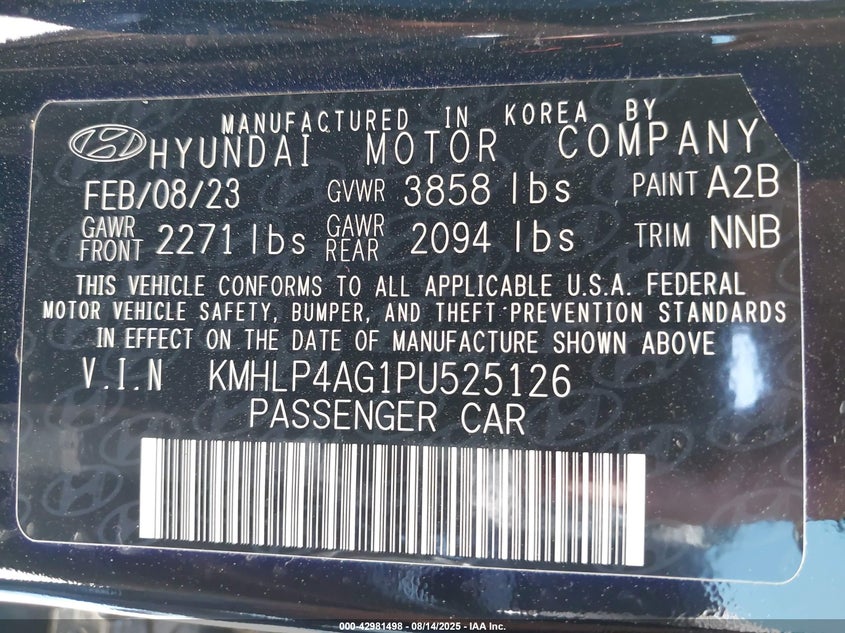 MANUFACTURED IN KOREA BY
HYUNDAI MOTOR COMPANY
FEB/08/23 GVWR 3858 lbs PAINT A2B
GAWR FRONT 2271 lbs GAWR REAR 2094 lbs TRIM NNB
THIS VEHICLE CONFORMS TO ALL APPLICABLE U.S.A. FEDERAL
MOTOR VEHICLE SAFETY, BUMPER, AND THEFT PREVENTION STANDARDS
IN EFFECT ON THE DATE OF MANUFACTURE SHOWN ABOVE
V.I.N KMHLP4AG1PU525126
PASSENGER CAR
000-42981498 - 08/14/2025 - IAA Inc.